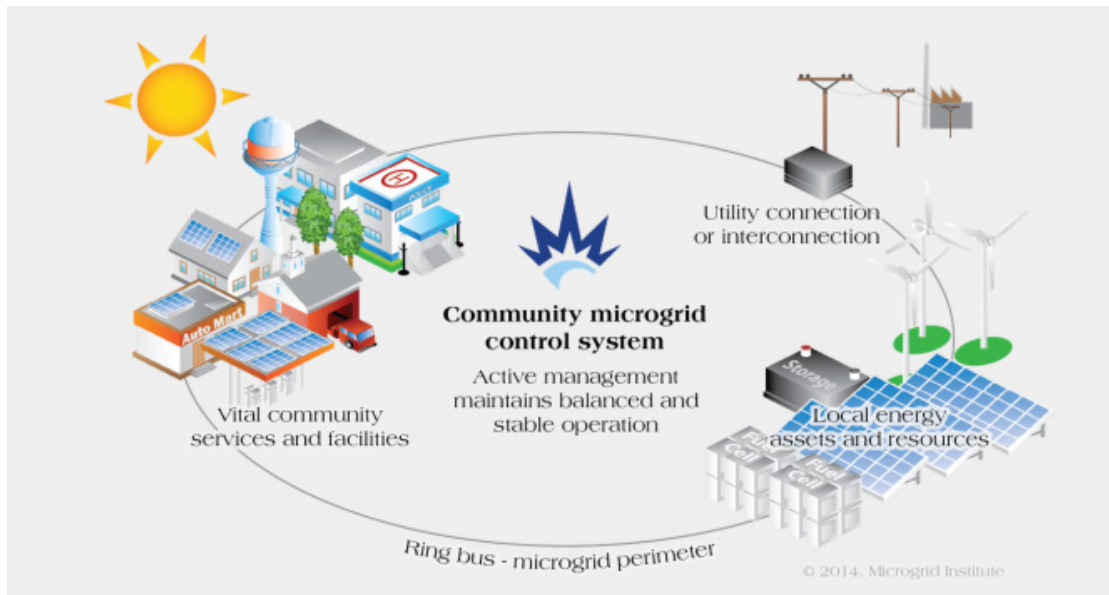 H
POLICE
Utility connection
or interconnection
Community microgrid
control system
Active management
maintains balanced and
stable operation
Auto Mart
Vital community
services and facilities
Storage
Local energy
assets and resources
Fuel
Cell
Fuel
Cell
Ring bus - microgrid perimeter
© 2014, Microgrid Institute